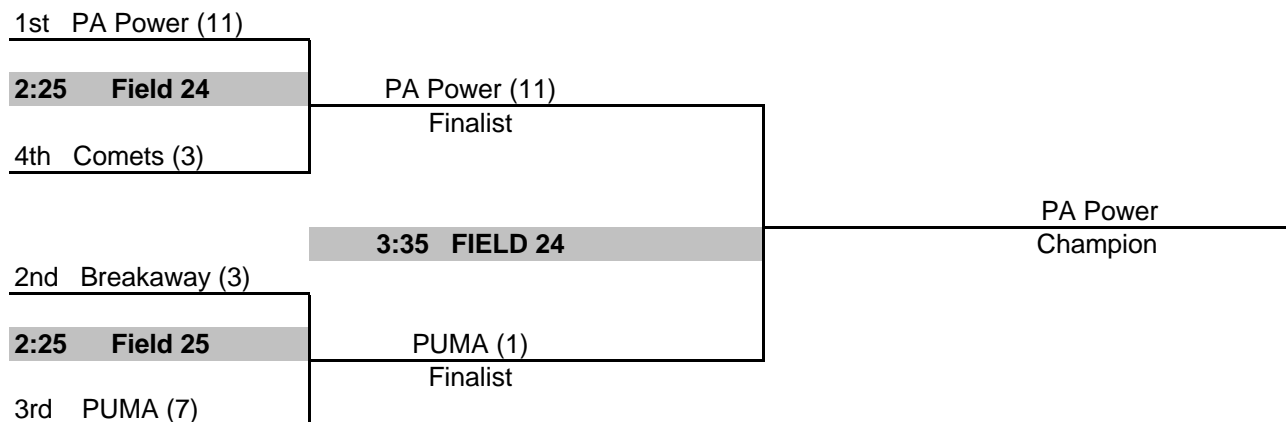 1st PA Power (11)
2:25 Field 24
PA Power (11)
Finalist
4th Comets (3)
PA Power
3:35 FIELD 24
Champion
2nd Breakaway (3)
2:25 Field 25
PUMA (1)
Finalist
3rd PUMA (7)